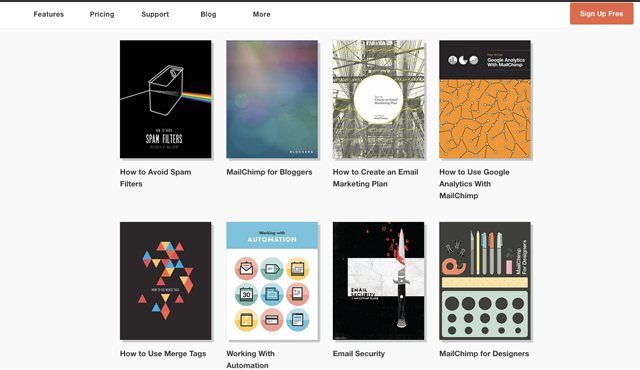 Features Pricing Support Blog More Sign Up Free
HOW TO AVOID
SPAM FILTERS
BLOGGERS
Create an Email
Marketing Plan
MailChimp
How to Use
Google Analytics
With MailChimp
How to Avoid Spam
Filters
MailChimp for Bloggers
How to Create an Email
Marketing Plan
How to Use Google
Analytics With
MailChimp
HOW TO USE MERGE TAGS
Working with
AUTOMATION
30
EMAIL
SECURITY
A MAILCHIMP GUIDE
MailChimp
For Designers
How to Use Merge Tags
Working With
Automation
Email Security
MailChimp for Designers